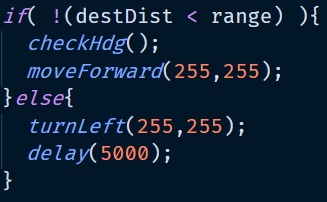 if( !(destDist < range) ){
  checkHdg();
  moveForward(255,255);
}else{
  turnLeft(255,255);
  delay(5000);
}